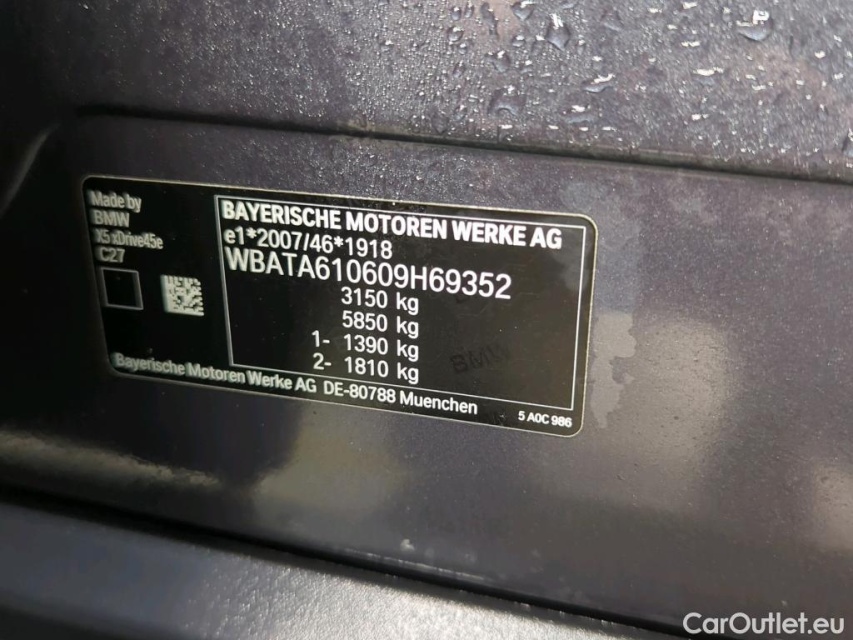 Made by
BMW
X5 xDrive45e
C27
BAYERISCHE MOTOREN WERKE AG
e1*2007/46*1918
WBATA610609H69352
3150 kg
5850 kg
1- 1390 kg
2- 1810 kg
BMW
Bayerische Motoren Werke AG DE-80788 Muenchen
5 A0C 986
CarOutlet.eu